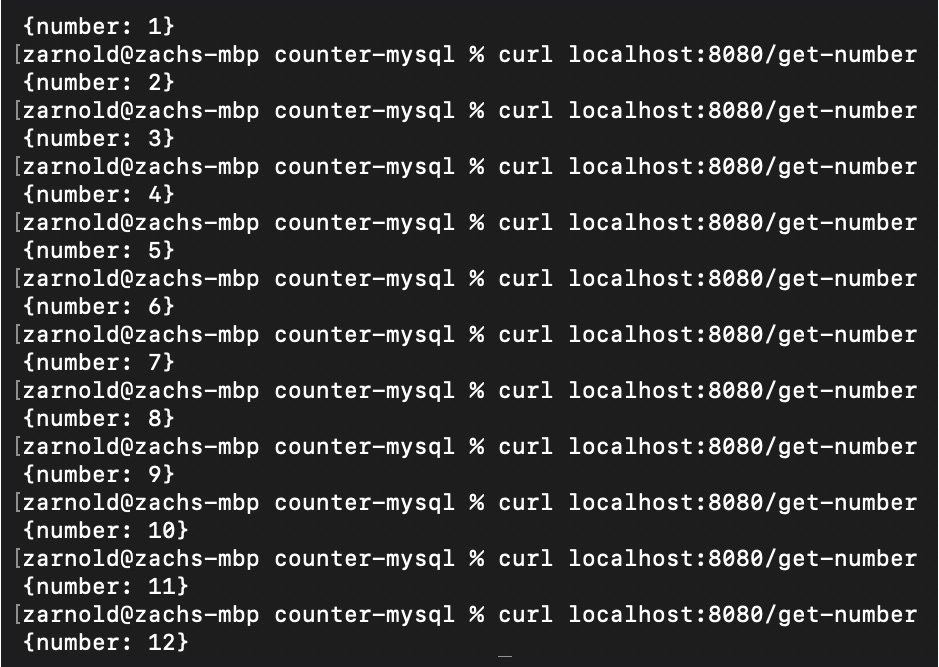 {number: 1}
[zarnold@zachs-mbp counter-mysql % curl localhost:8080/get-number
{number: 2}
[zarnold@zachs-mbp counter-mysql % curl localhost:8080/get-number
{number: 3}
[zarnold@zachs-mbp counter-mysql % curl localhost:8080/get-number
{number: 4}
[zarnold@zachs-mbp counter-mysql % curl localhost:8080/get-number
{number: 5}
[zarnold@zachs-mbp counter-mysql % curl localhost:8080/get-number
{number: 6}
[zarnold@zachs-mbp counter-mysql % curl localhost:8080/get-number
{number: 7}
[zarnold@zachs-mbp counter-mysql % curl localhost:8080/get-number
{number: 8}
[zarnold@zachs-mbp counter-mysql % curl localhost:8080/get-number
{number: 9}
[zarnold@zachs-mbp counter-mysql % curl localhost:8080/get-number
{number: 10}
[zarnold@zachs-mbp counter-mysql % curl localhost:8080/get-number
{number: 11}
[zarnold@zachs-mbp counter-mysql % curl localhost:8080/get-number
{number: 12}